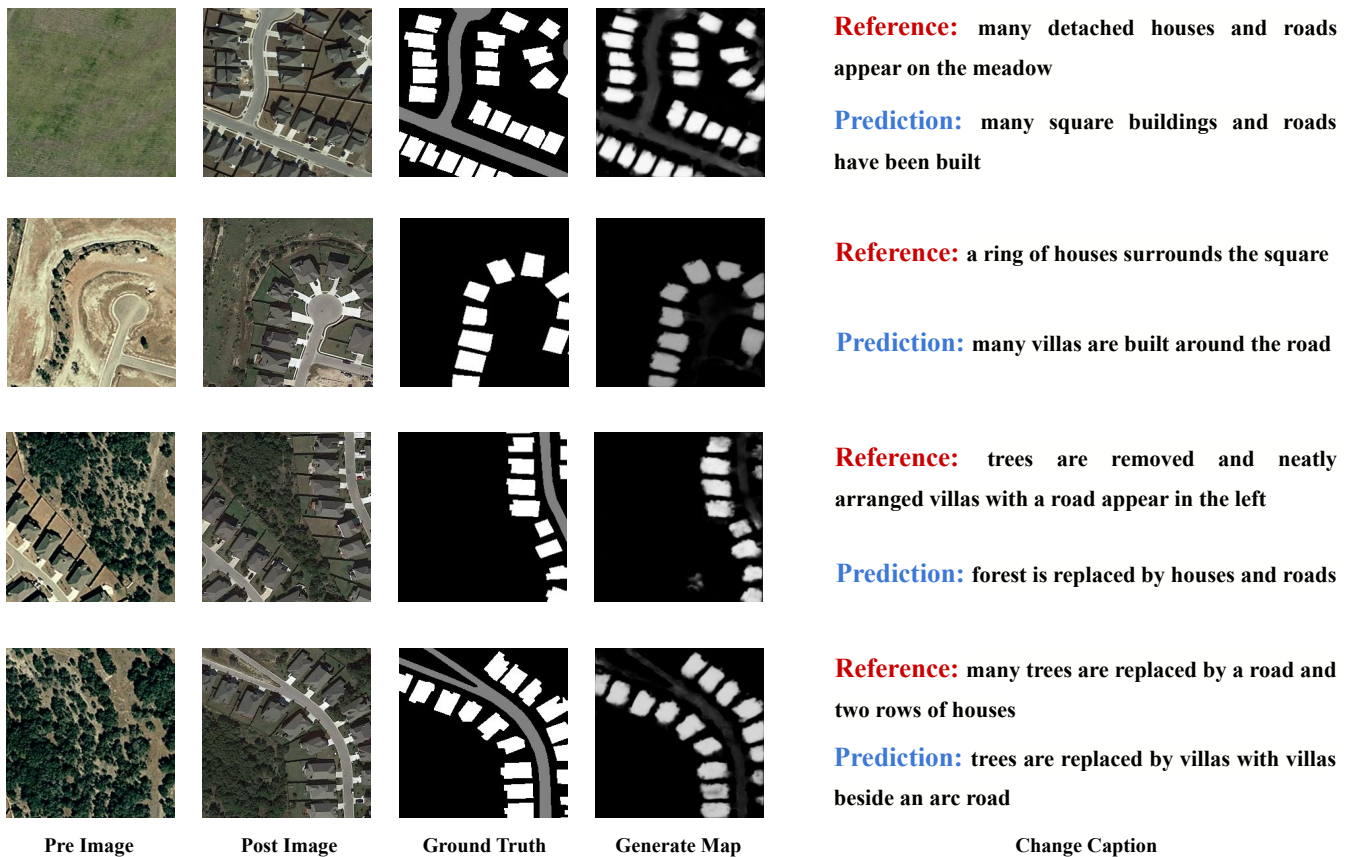 Reference: many detached houses and roads
appear on the meadow
Prediction: many square buildings and roads
have been built
Reference: a ring of houses surrounds the square
Prediction: many villas are built around the road
Reference: trees are removed and neatly
arranged villas with a road appear in the left
Prediction: forest is replaced by houses and roads
Reference: many trees are replaced by a road and
two rows of houses
Prediction: trees are replaced by villas with villas
beside an arc road
Pre Image
Post Image
Ground Truth
Generate Map
Change Caption